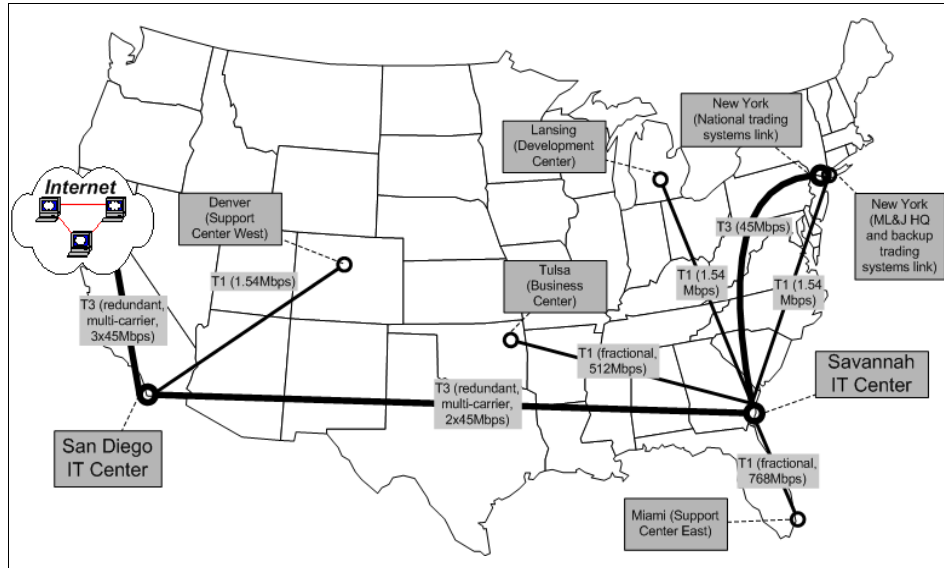 New York
(National trading
systems link)
Lansing
(Development
Center)
Internet
Denver
(Support
Center West)
New York
(ML&J HQ
and backup
trading
systems link)
T3 (45Mbps)
Tulsa
(Business
Center)
T1 (1.54Mbps)
T1 (1.54
Mbps)
T1 (1.54
Mbps)
T3 (redundant,
multi-carrier,
3x45Mbps)
T1 (fractional,
512Mbps)
Savannah
IT Center
T3 (redundant,
multi-carrier,
2x45Mbps)
San Diego
IT Center
T1 (fractional,
768Mbps)
Miami (Support
Center East)